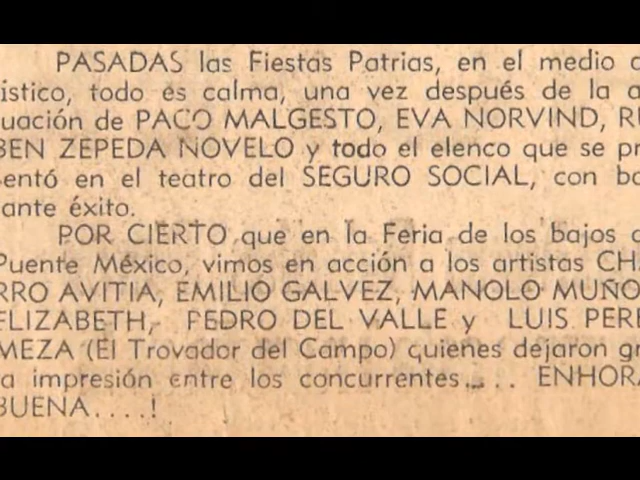 PASADAS las Fiestas Patrias, en el medio
ístico, todo es calma, una vez después de la a
uación de PACO MALGESTO, EVA NORVIND, RU
BEN ZEPEDA NOVELO y todo el elenco que se pr
sentó en el teatro del SEGURO SOCIAL, con ba
tante éxito.
POR CIERTO que en la Feria de los bajos
Puente México, vimos en acción a los artistas CH
RRO AVITIA, EMILIO GALVEZ, MANOLO MUÑO
ELIZABETH, PEDRO DEL VALLE y LUIS PERE
MEZA (El Trovador del Campo) quienes dejaron gr
a impresión entre los concurrentes.... ENHORA
BUENA....!